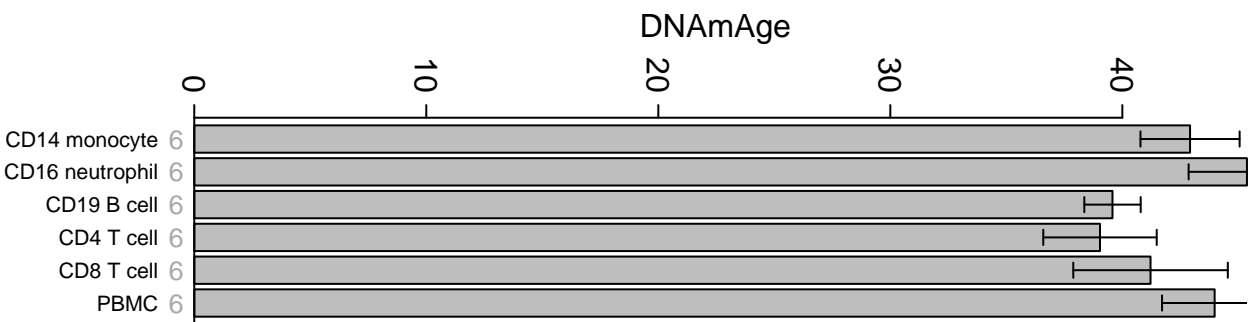 DNAmAge
0 10 20 30 40
CD14 monocyte 6
CD16 neutrophil 6
CD19 B cell 6
CD4 T cell 6
CD8 T cell 6
PBMC 6